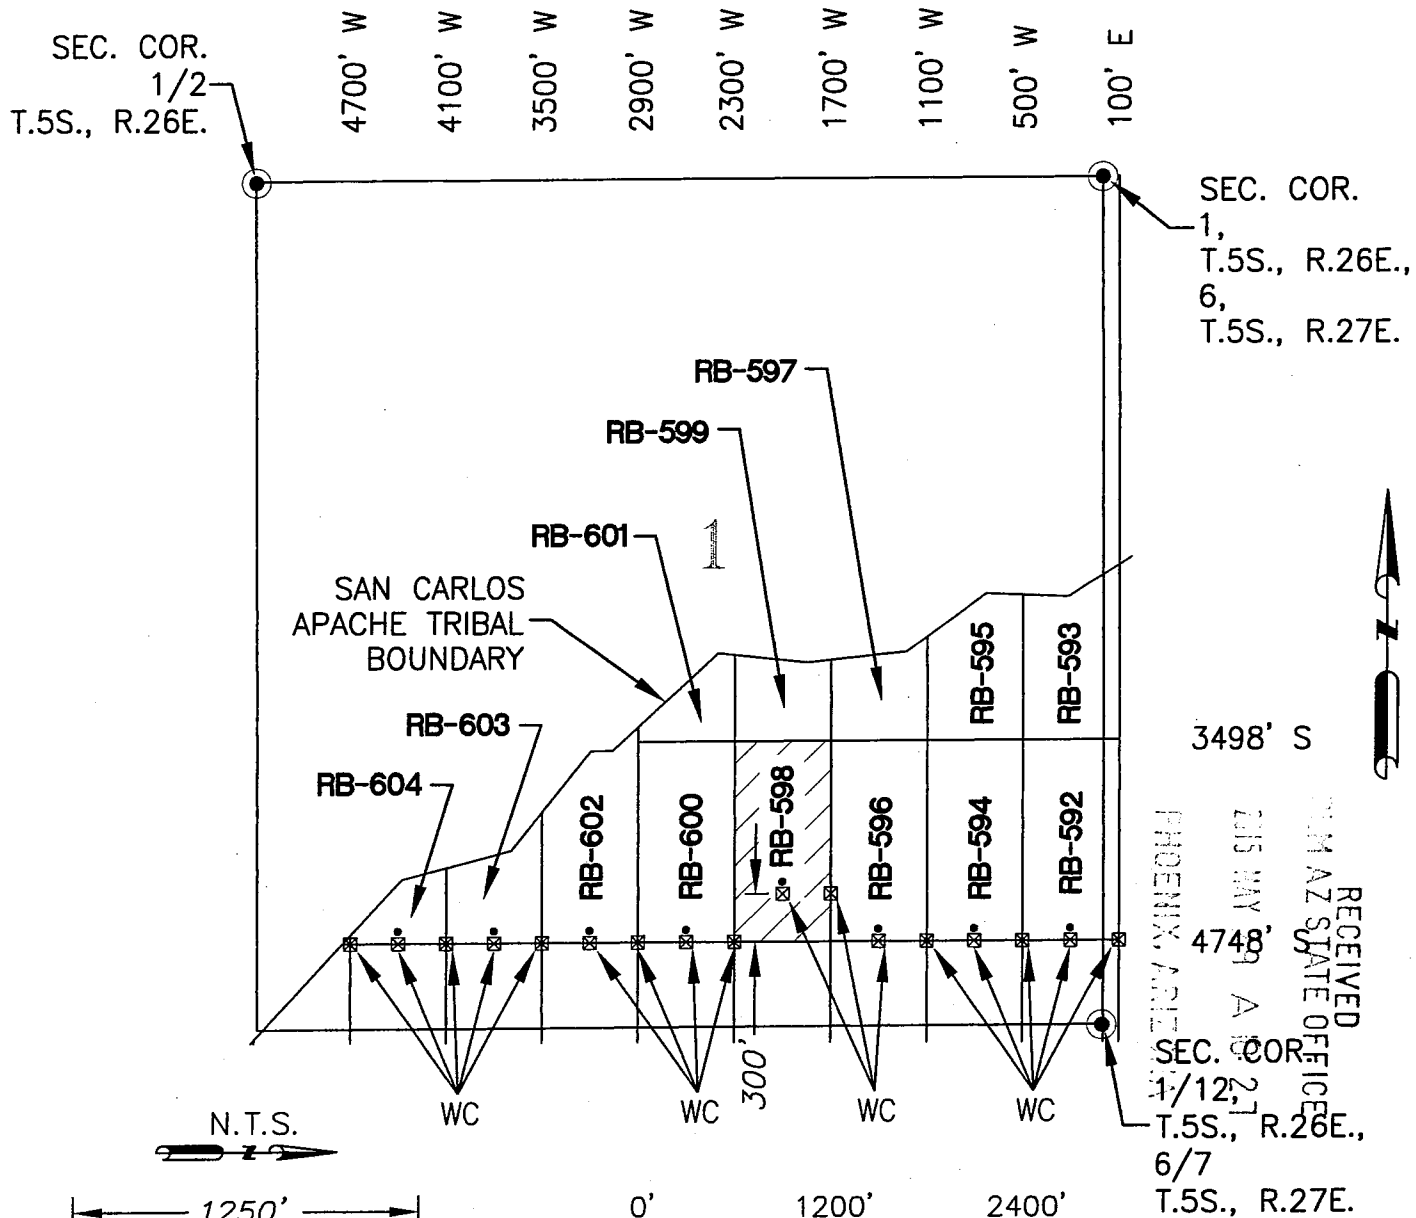 4700' W
4100' W
3500' W
2900' W
2300' W
1700' W
1100' W
500' W
100' E
SEC. COR.
1/2
T.5S., R.26E.
SEC. COR.
1,
T.5S., R.26E.,
6,
T.5S., R.27E.
RB-597
RB-599
RB-601
1
SAN CARLOS
APACHE TRIBAL
BOUNDARY
RB-603
RB-604
RB-602
RB-600
RB-598
RB-596
RB-595
RB-594
RB-593
RB-592
Z
3498' S
4748' S
RECEIVED
AZ STATE OFFICE
MAY A 27
PHOENIX, ARIZONA
300'
WC
WC
WC
WC
SEC. COR.
1/12,
T.5S., R.26E.,
6/7
T.5S., R.27E.
N.T.S.
Z
1250'
0'
1200'
2400'